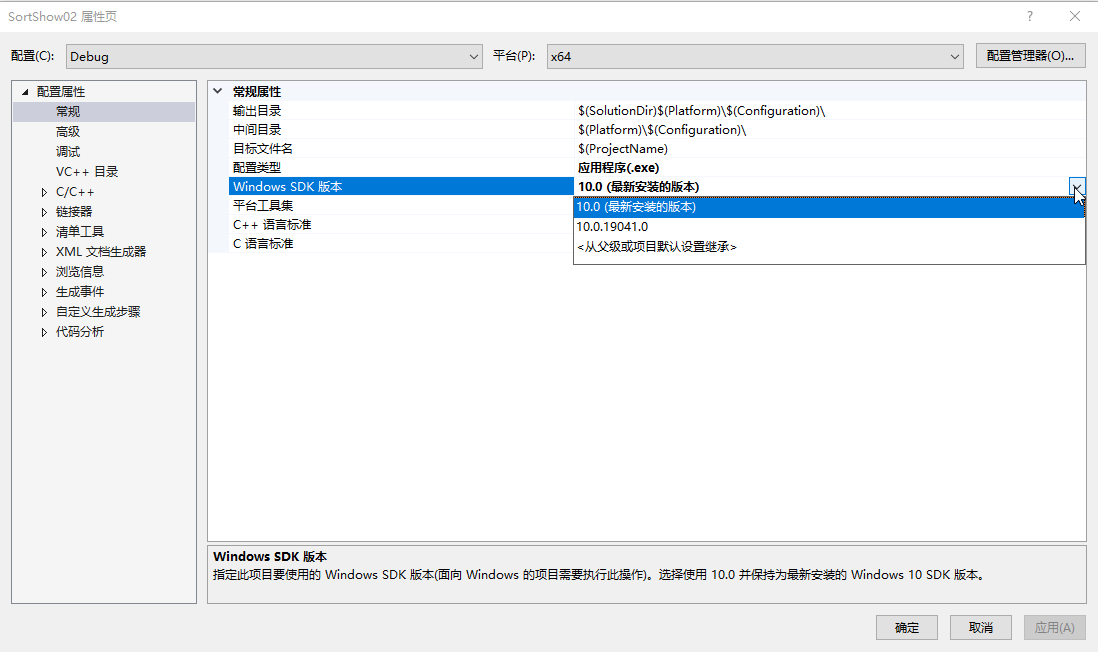 SortShow02 属性页
?
配置(C): Debug 平台(P): x64 配置管理器(O)...
配置属性
常规
高级
调试
VC++ 目录
C/C++
链接器
清单工具
XML 文档生成器
浏览信息
生成事件
自定义生成步骤
代码分析
常规属性
输出目录 $(SolutionDir)$(Platform)\$(Configuration)\
中间目录 $(Platform)\$(Configuration)\
目标文件名 $(ProjectName)
配置类型 应用程序(.exe)
Windows SDK 版本 10.0 (最新安装的版本)
平台工具集
C++ 语言标准
C 语言标准
10.0 (最新安装的版本)
10.0.19041.0
<从父级或项目默认设置继承>
Windows SDK 版本
指定此项目要使用的 Windows SDK 版本(面向 Windows 的项目需要执行此操作)。选择使用 10.0 并保持为最新安装的 Windows 10 SDK 版本。
确定 取消 应用(A)